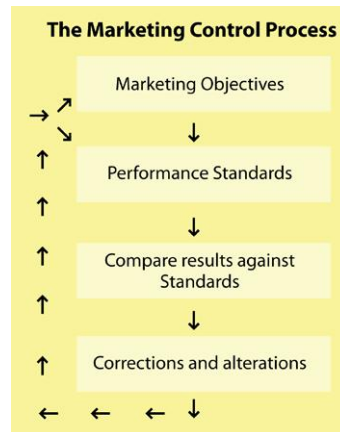 The Marketing Control Process
Marketing Objectives
Performance Standards
Compare results against
Standards
Corrections and alterations